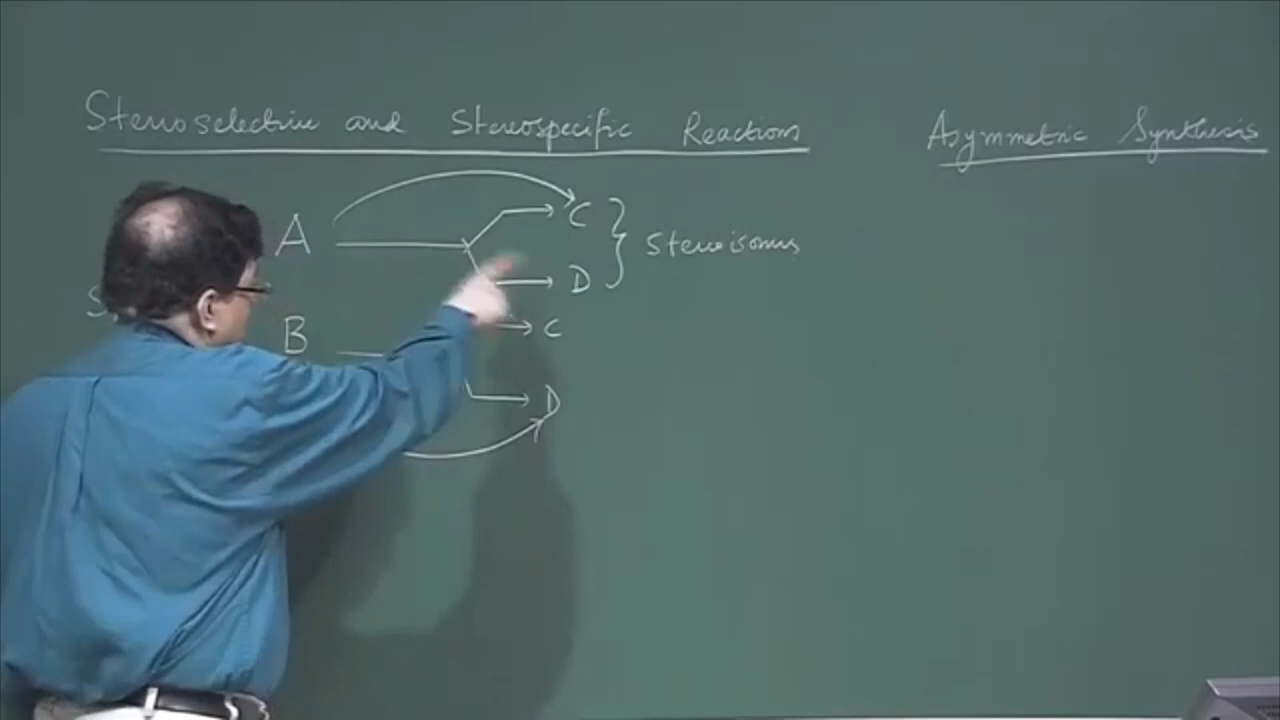 Stereoselective and Stereospecific Reactions
Asymmetric Synthesis
A C
D
Stereoisomers
B C
D